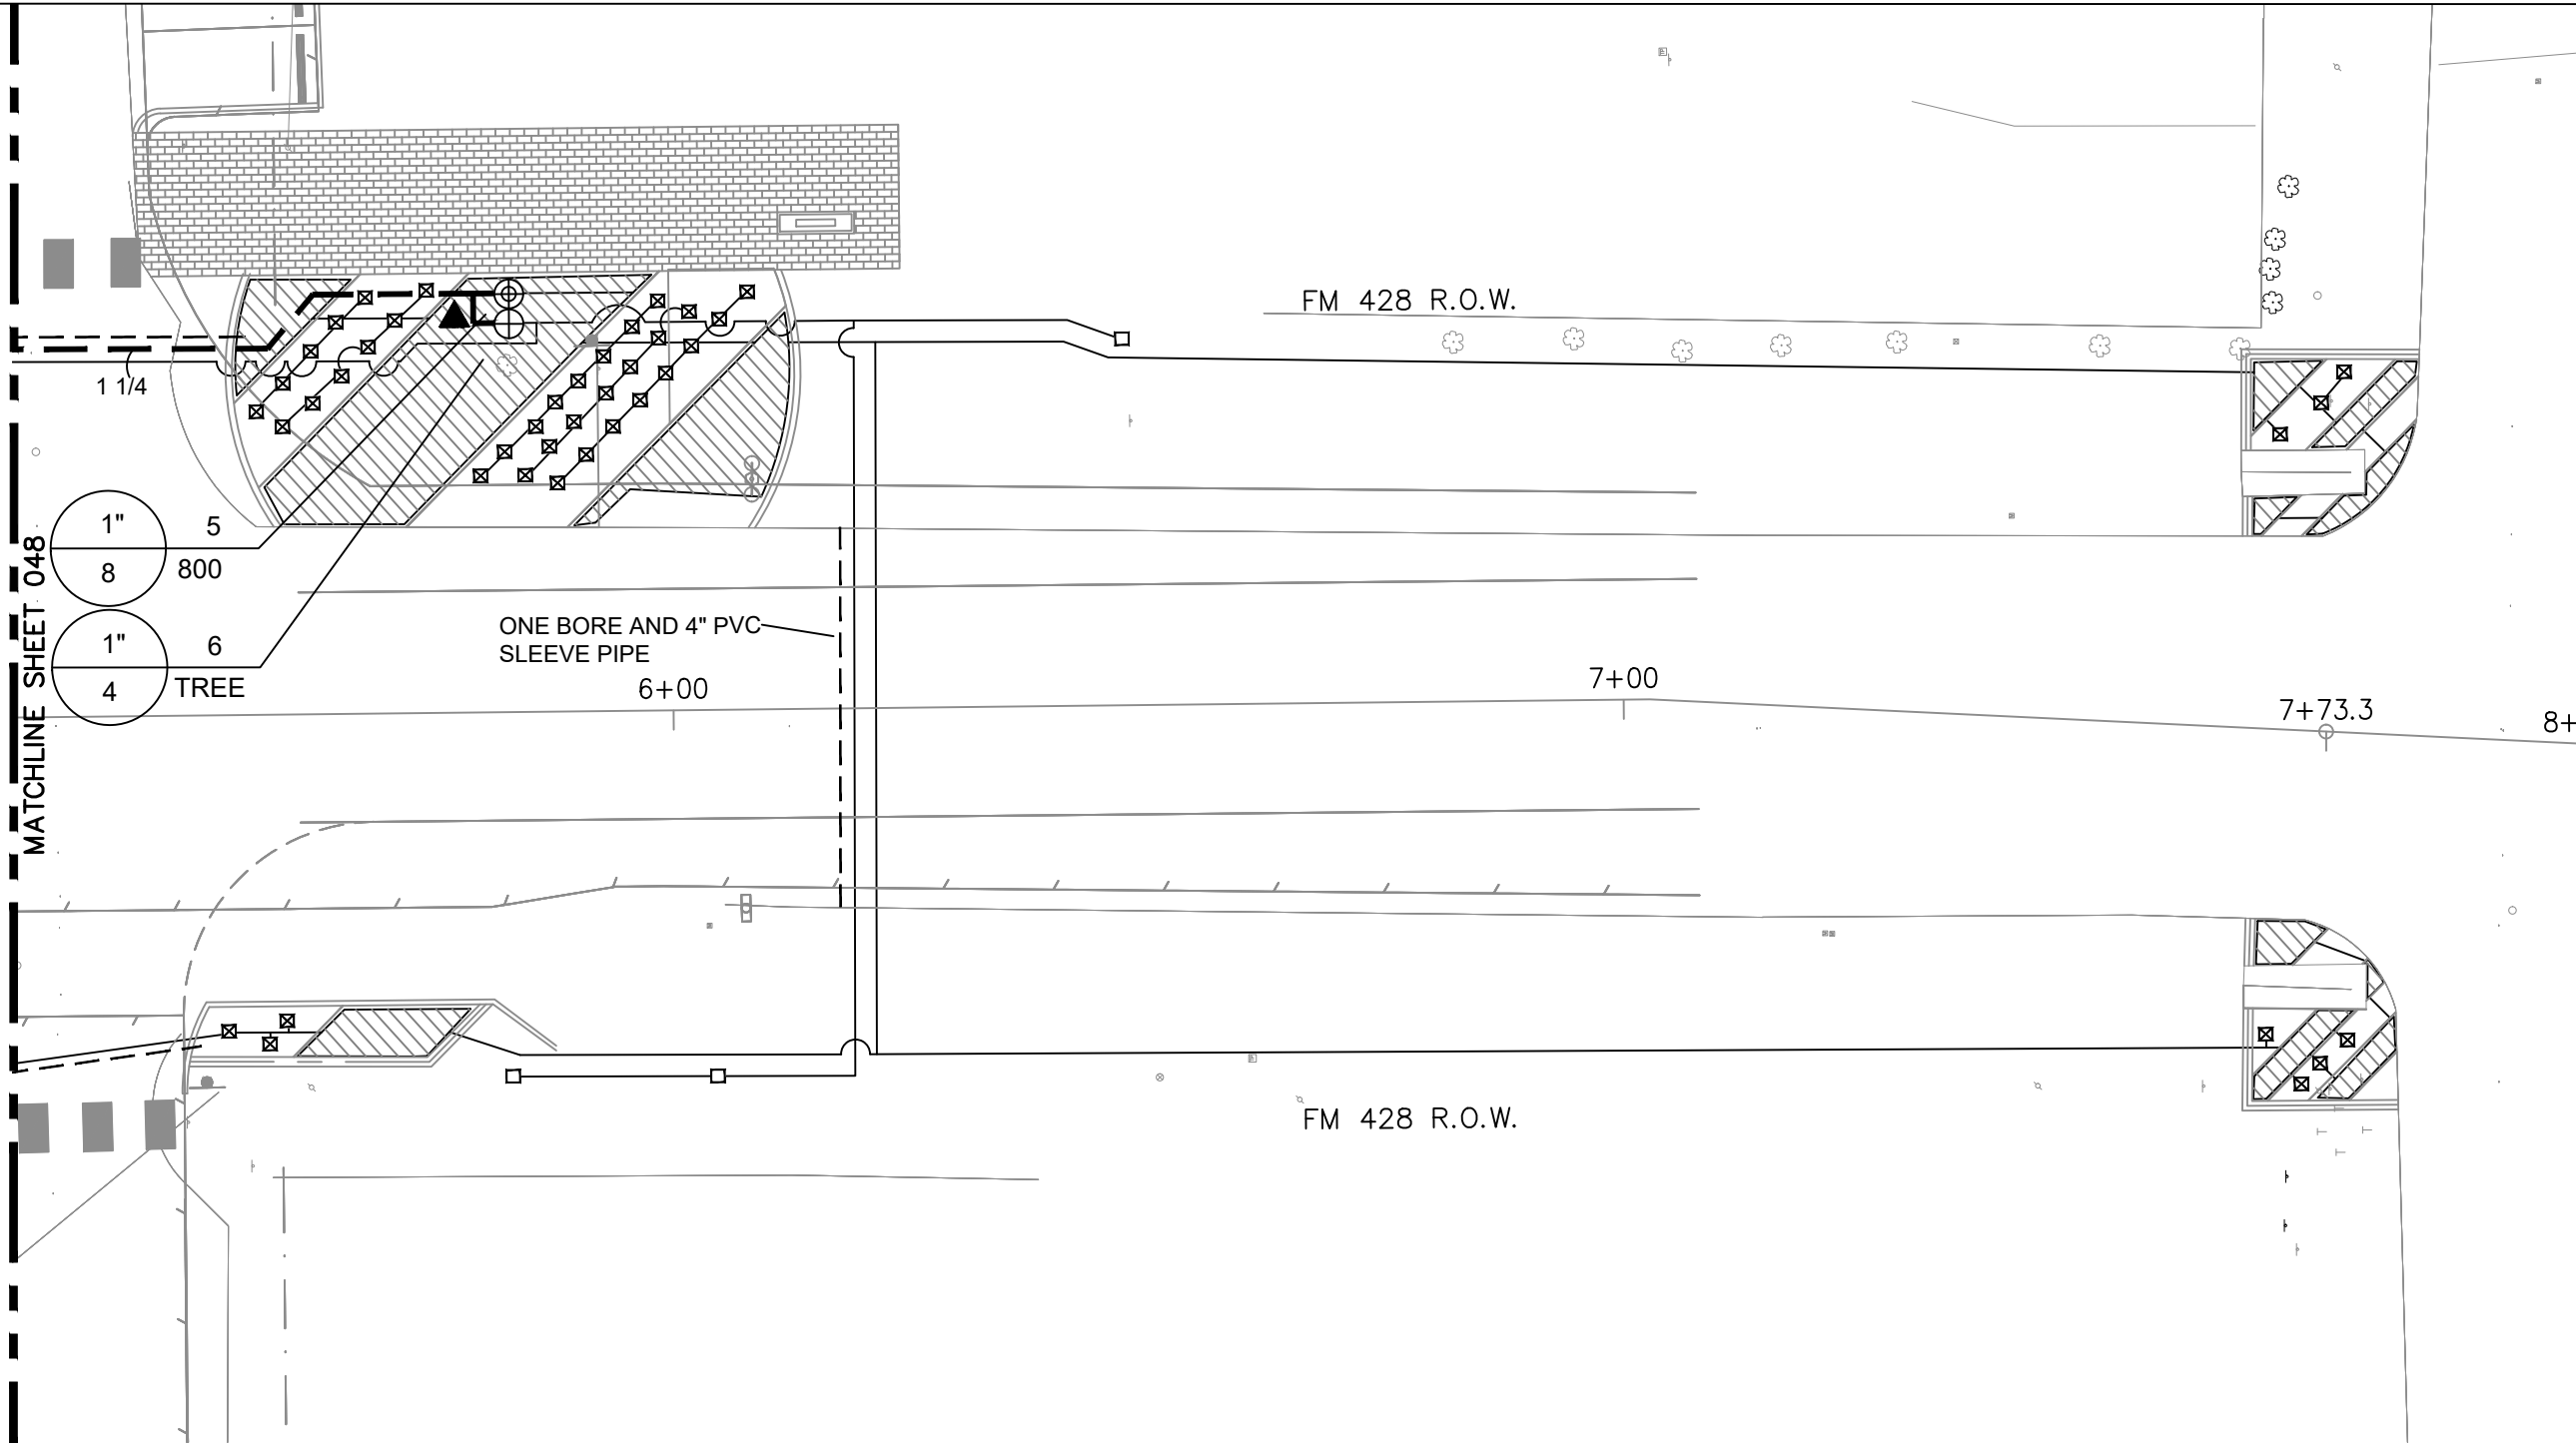 FM 428 R.O.W.
1 1/4
1" 5
8 800
1" 6
4 TREE
MATCHLINE SHEET 048
ONE BORE AND 4" PVC
SLEEVE PIPE
6+00
7+00
7+73.3
8+
FM 428 R.O.W.